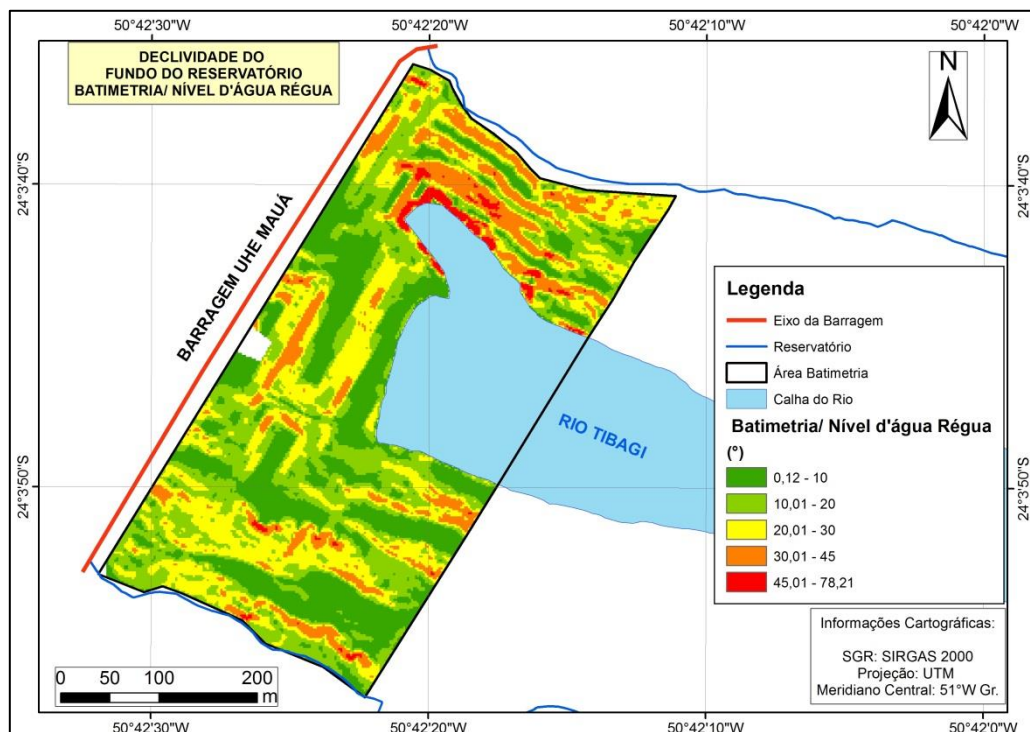 50°42'30"W
50°42'20"W
50°42'10"W
50°42'0"W
DECLIVIDADE DO
FUNDO DO RESERVATÓRIO
BATIMETRIA/ NÍVEL D'ÁGUA RÉGUA
N
24°3'40"S
24°3'40"S
BARRAGEM UHE MAUÁ
Legenda
Eixo da Barragem
Reservatório
Área Batimetria
Calha do Rio
Batimetria/ Nível d'água Régua
(°)
0,12 - 10
10,01 - 20
20,01 - 30
30,01 - 45
45,01 - 78,21
RIO TIBAGI
24°3'50"S
24°3'50"S
Informações Cartográficas:
SGR: SIRGAS 2000
Projeção: UTM
Meridiano Central: 51°W Gr.
0 50 100 200
m
50°42'30"W
50°42'20"W
50°42'10"W
50°42'0"W